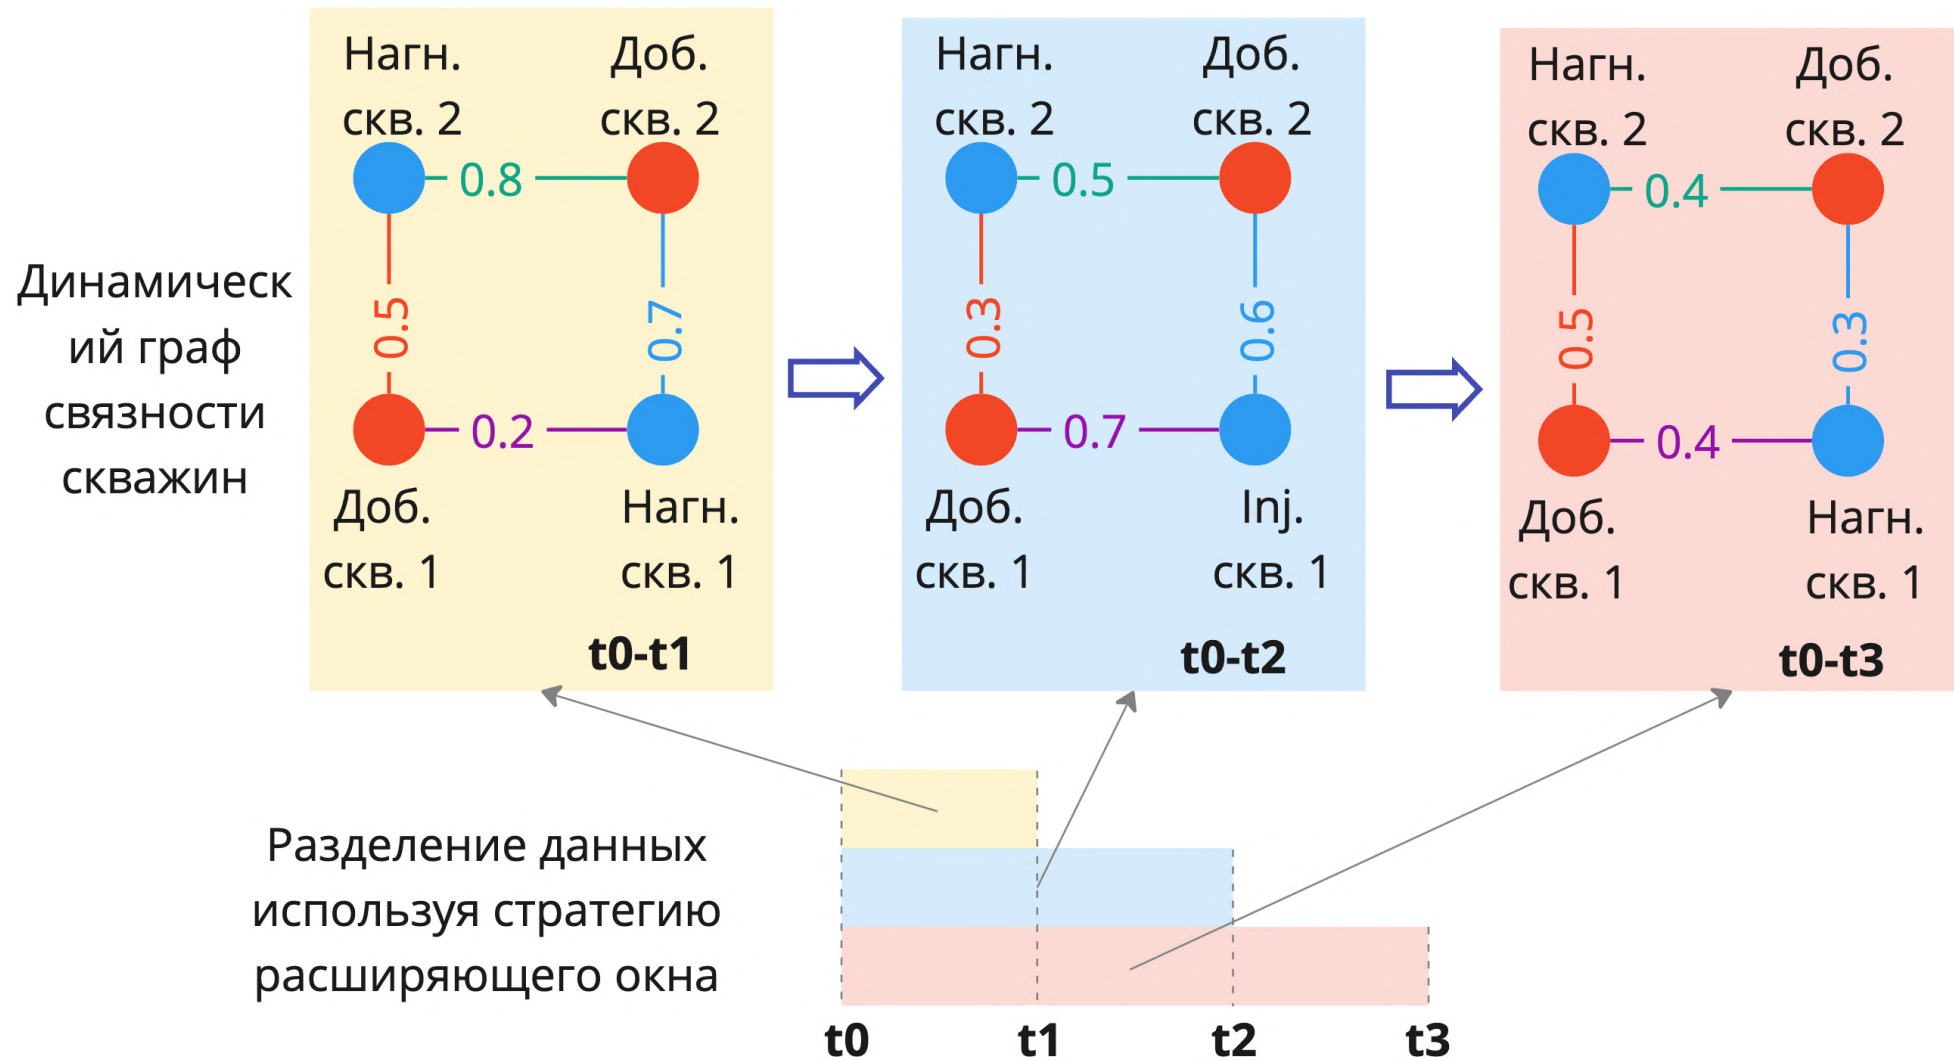 Динамическ
ий граф
связности
скважин
Нагн.
скв. 2
Доб.
скв. 2
0.8
0.5
0.7
0.2
Доб.
скв. 1
Нагн.
скв. 1
t0-t1
Нагн.
скв. 2
Доб.
скв. 2
0.5
0.3
0.6
0.7
Доб.
скв. 1
Inj.
скв. 1
t0-t2
Нагн.
скв. 2
Доб.
скв. 2
0.4
0.5
0.3
0.4
Доб.
скв. 1
Нагн.
скв. 1
t0-t3
Разделение данных
используя стратегию
расширяющего окна
t0
t1
t2
t3